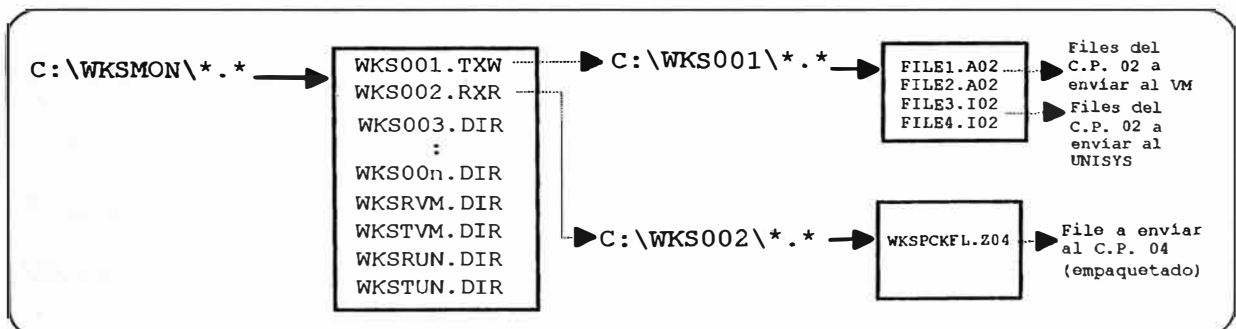 C:\WKSMON\*.*
WKS001.TXW
WKS002.RXR
WKS003.DIR
:
WKS00n.DIR
WKSRVM.DIR
WKSTVM.DIR
WKSRUN.DIR
WKSTUN.DIR
C:\WKS001\*.*
FILE1.A02
FILE2.A02
FILE3.I02
FILE4.I02
Files del
C.P. 02 a
enviar al VM
Files del
C.P. 02 a
enviar al
UNISYS
C:\WKS002\*.*
WKSPCKFL.Z04
File a enviar
al C.P. 04
(empaquetado)